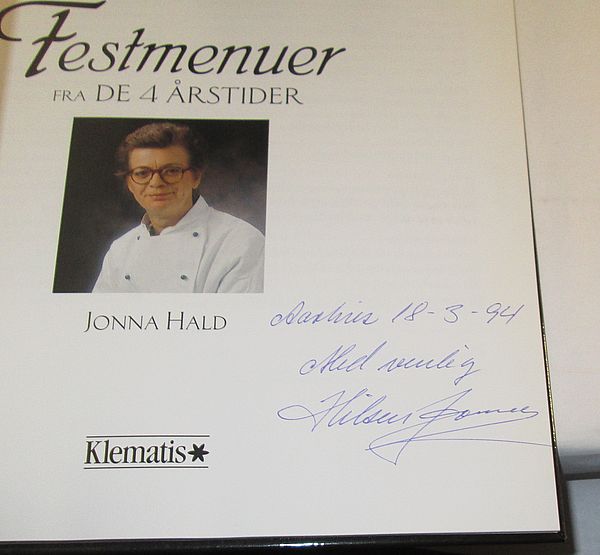 Festmenuer
FRA DE 4 ÅRSTIDER
JONNA HALD
Aarhus 18-3-94
Med venlig
Hilsen Jonna
Klematis